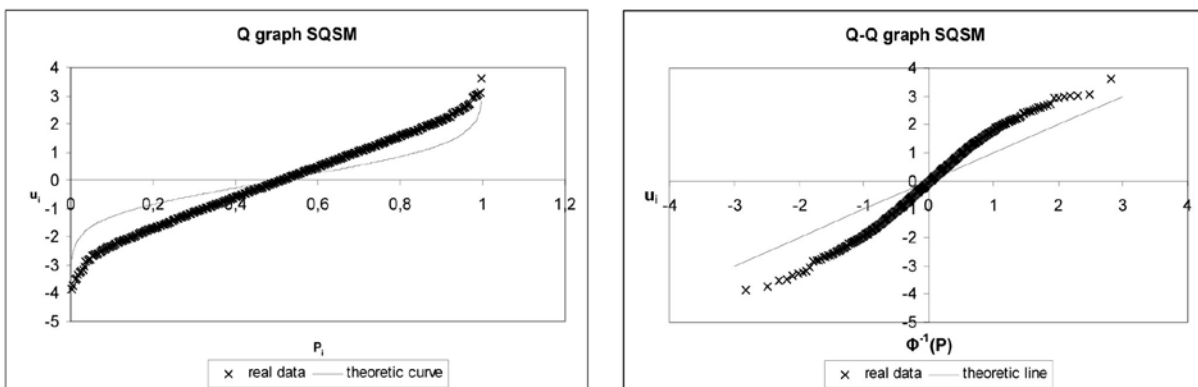 Q graph SQSM
4
3
2
1
0
-1
-2
-3
-4
-5
u_i
0 0,2 0,4 0,6 0,8 1 1,2
P_i
× real data — theoretic curve
Q-Q graph SQSM
4
3
2
1
0
-1
-2
-3
-4
-5
u_i
-4 -3 -2 -1 0 1 2 3 4
Φ⁻¹(P)
× real data — theoretic line